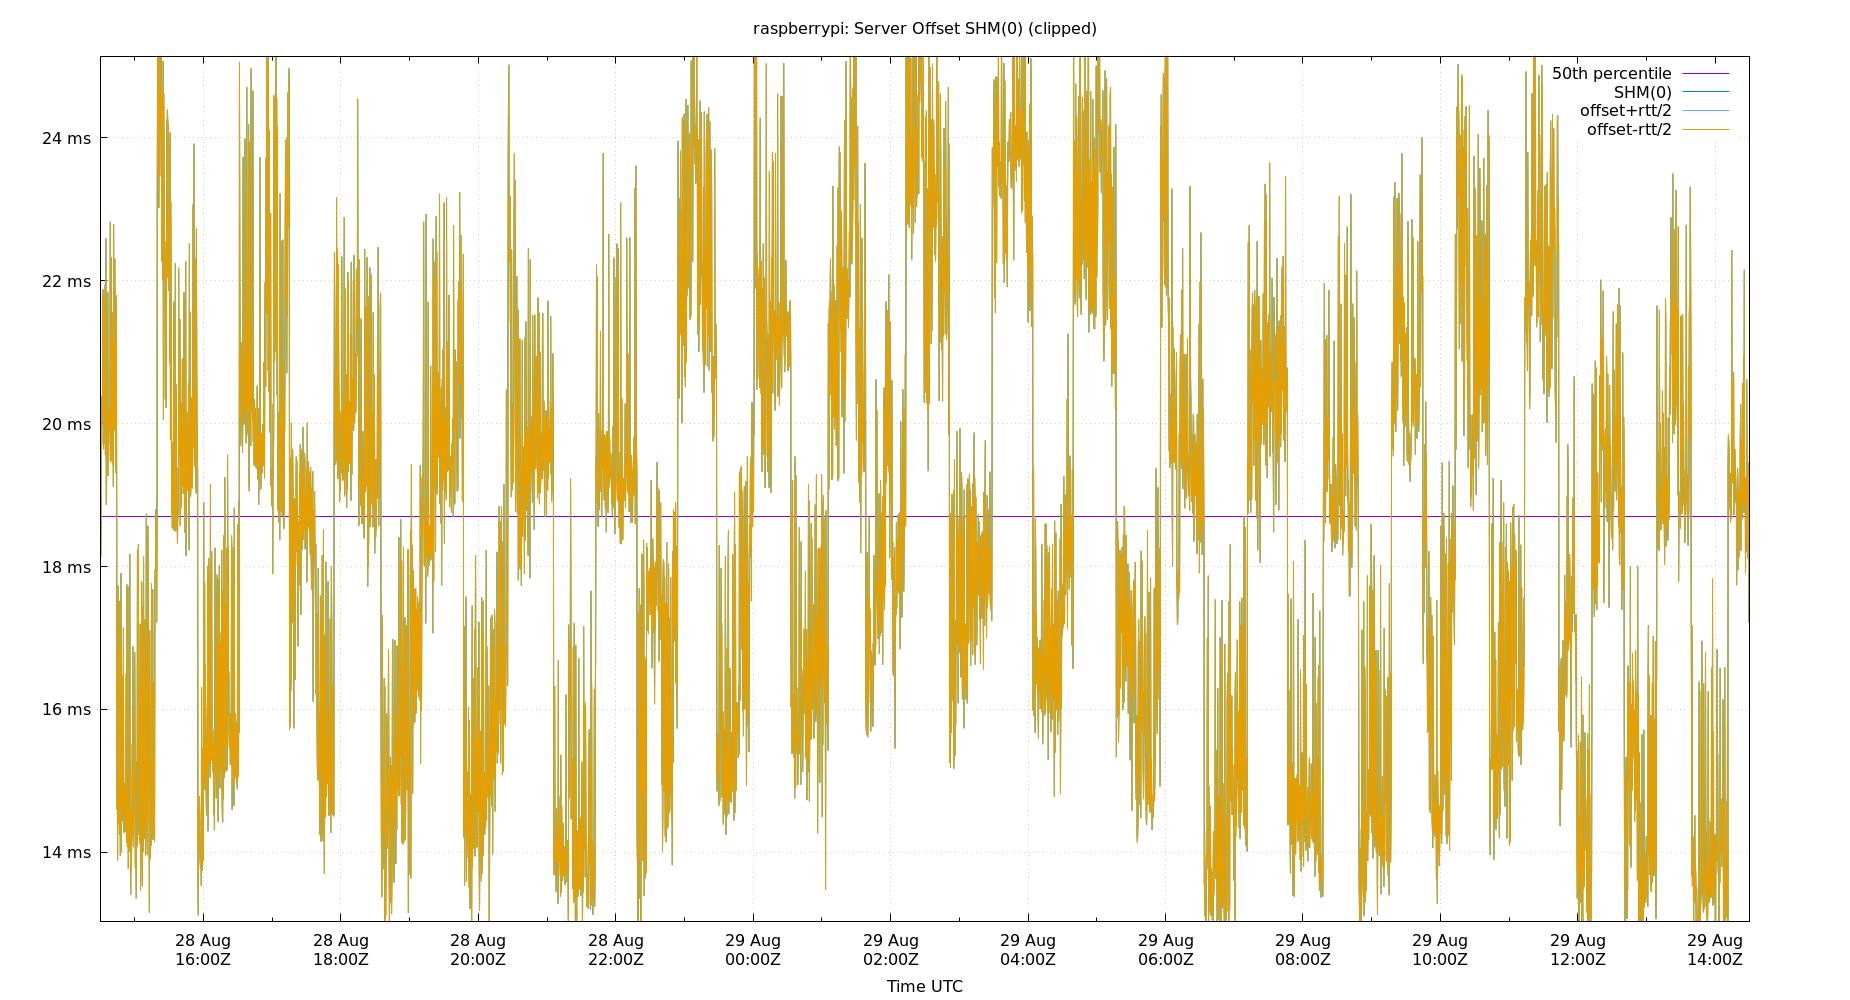 raspberrypi: Server Offset SHM(0) (clipped)
50th percentile
SHM(0)
offset+rtt/2
offset-rtt/2
24 ms
22 ms
20 ms
18 ms
16 ms
14 ms
28 Aug 28 Aug 28 Aug 28 Aug 29 Aug 29 Aug 29 Aug 29 Aug 29 Aug 29 Aug 29 Aug 29 Aug
16:00Z 18:00Z 20:00Z 22:00Z 00:00Z 02:00Z 04:00Z 06:00Z 08:00Z 10:00Z 12:00Z 14:00Z
Time UTC